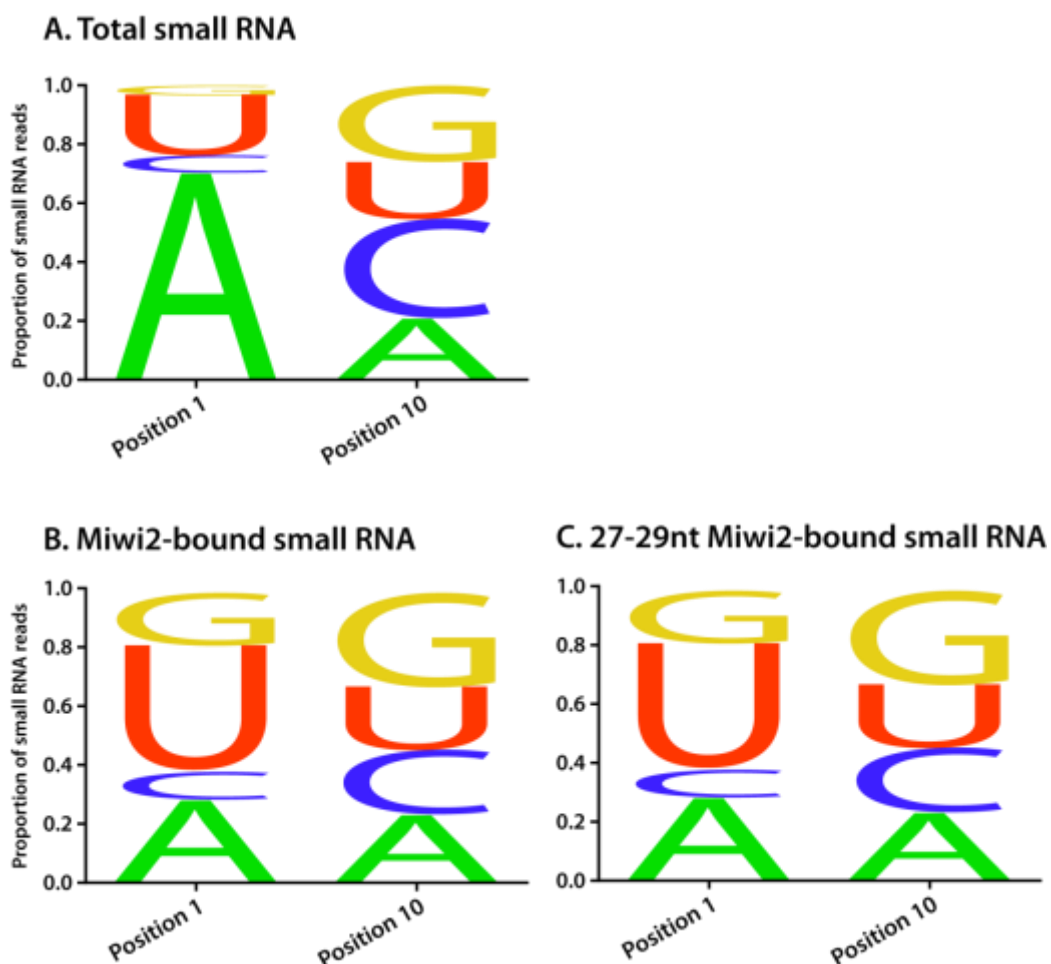 A. Total small RNA
Proportion of small RNA reads
1.0
0.8
0.6
0.4
0.2
0.0
G
U
C
A
G
U
C
A
Position 1
Position 10
B. Miwi2-bound small RNA
Proportion of small RNA reads
1.0
0.8
0.6
0.4
0.2
0.0
G
U
C
A
G
U
C
A
Position 1
Position 10
C. 27-29nt Miwi2-bound small RNA
1.0
0.8
0.6
0.4
0.2
0.0
G
U
C
A
G
U
C
A
Position 1
Position 10